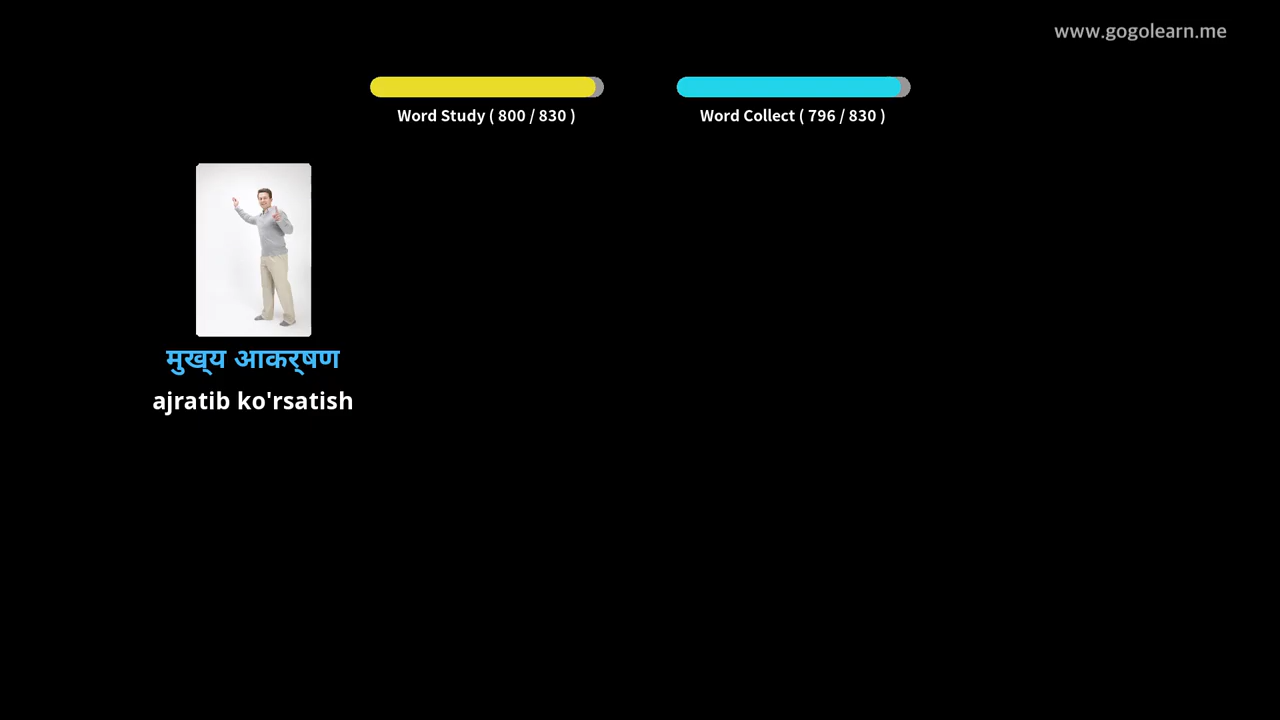 www.gogolearn.me
Word Study ( 800 / 830 )
Word Collect ( 796 / 830 )
मुख्य आकर्षण
ajratib ko'rsatish